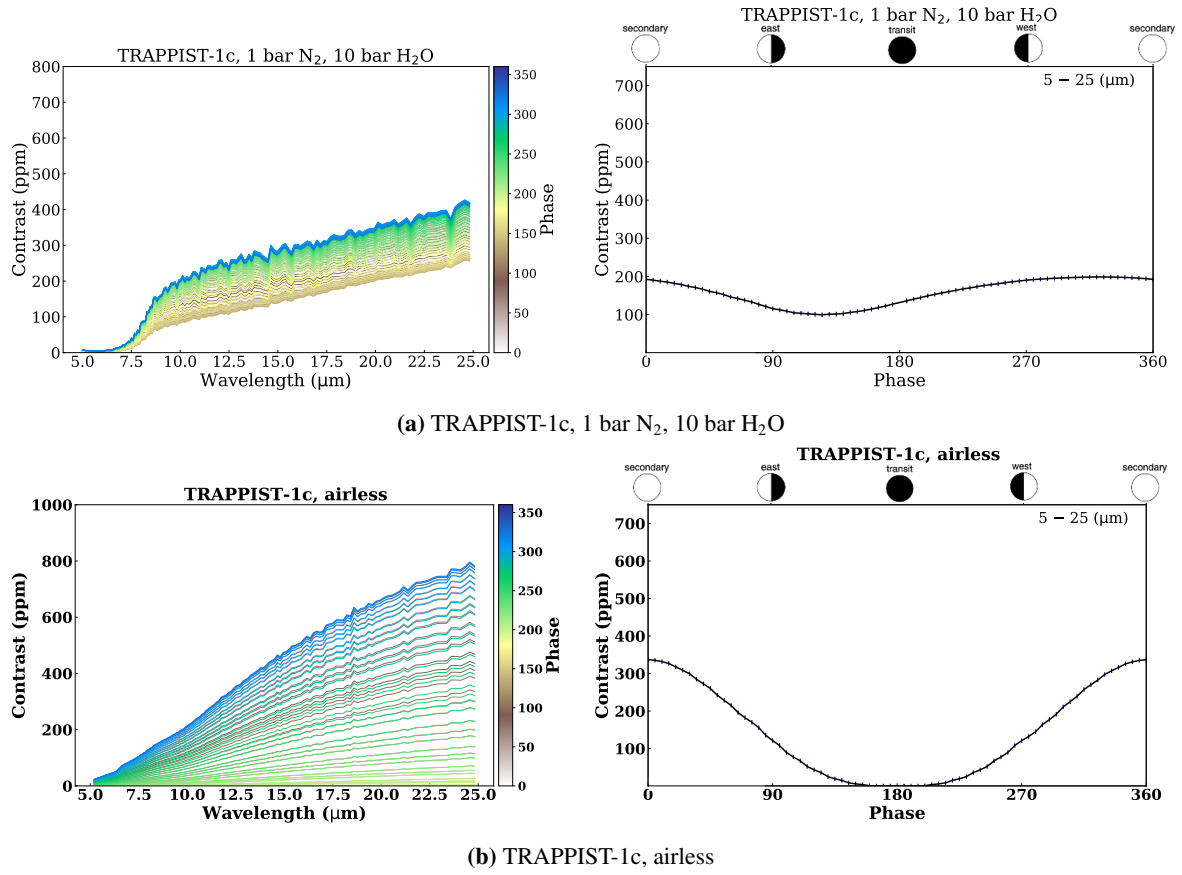 TRAPPIST-1c, 1 bar N₂, 10 bar H₂O
800
700
600
500
400
300
200
100
0
5.0 7.5 10.0 12.5 15.0 17.5 20.0 22.5 25.0
Wavelength (μm)
Contrast (ppm)
350
300
250
200
150
100
50
0
Phase
TRAPPIST-1c, 1 bar N₂, 10 bar H₂O
secondary east transit west secondary
5 − 25 (μm)
700
600
500
400
300
200
100
0 90 180 270 360
Phase
Contrast (ppm)
(a) TRAPPIST-1c, 1 bar N₂, 10 bar H₂O
TRAPPIST-1c, airless
1000
800
600
400
200
0
5.0 7.5 10.0 12.5 15.0 17.5 20.0 22.5 25.0
Wavelength (μm)
Contrast (ppm)
350
300
250
200
150
100
50
0
Phase
TRAPPIST-1c, airless
secondary east transit west secondary
5 − 25 (μm)
700
600
500
400
300
200
100
0 90 180 270 360
Phase
Contrast (ppm)
(b) TRAPPIST-1c, airless